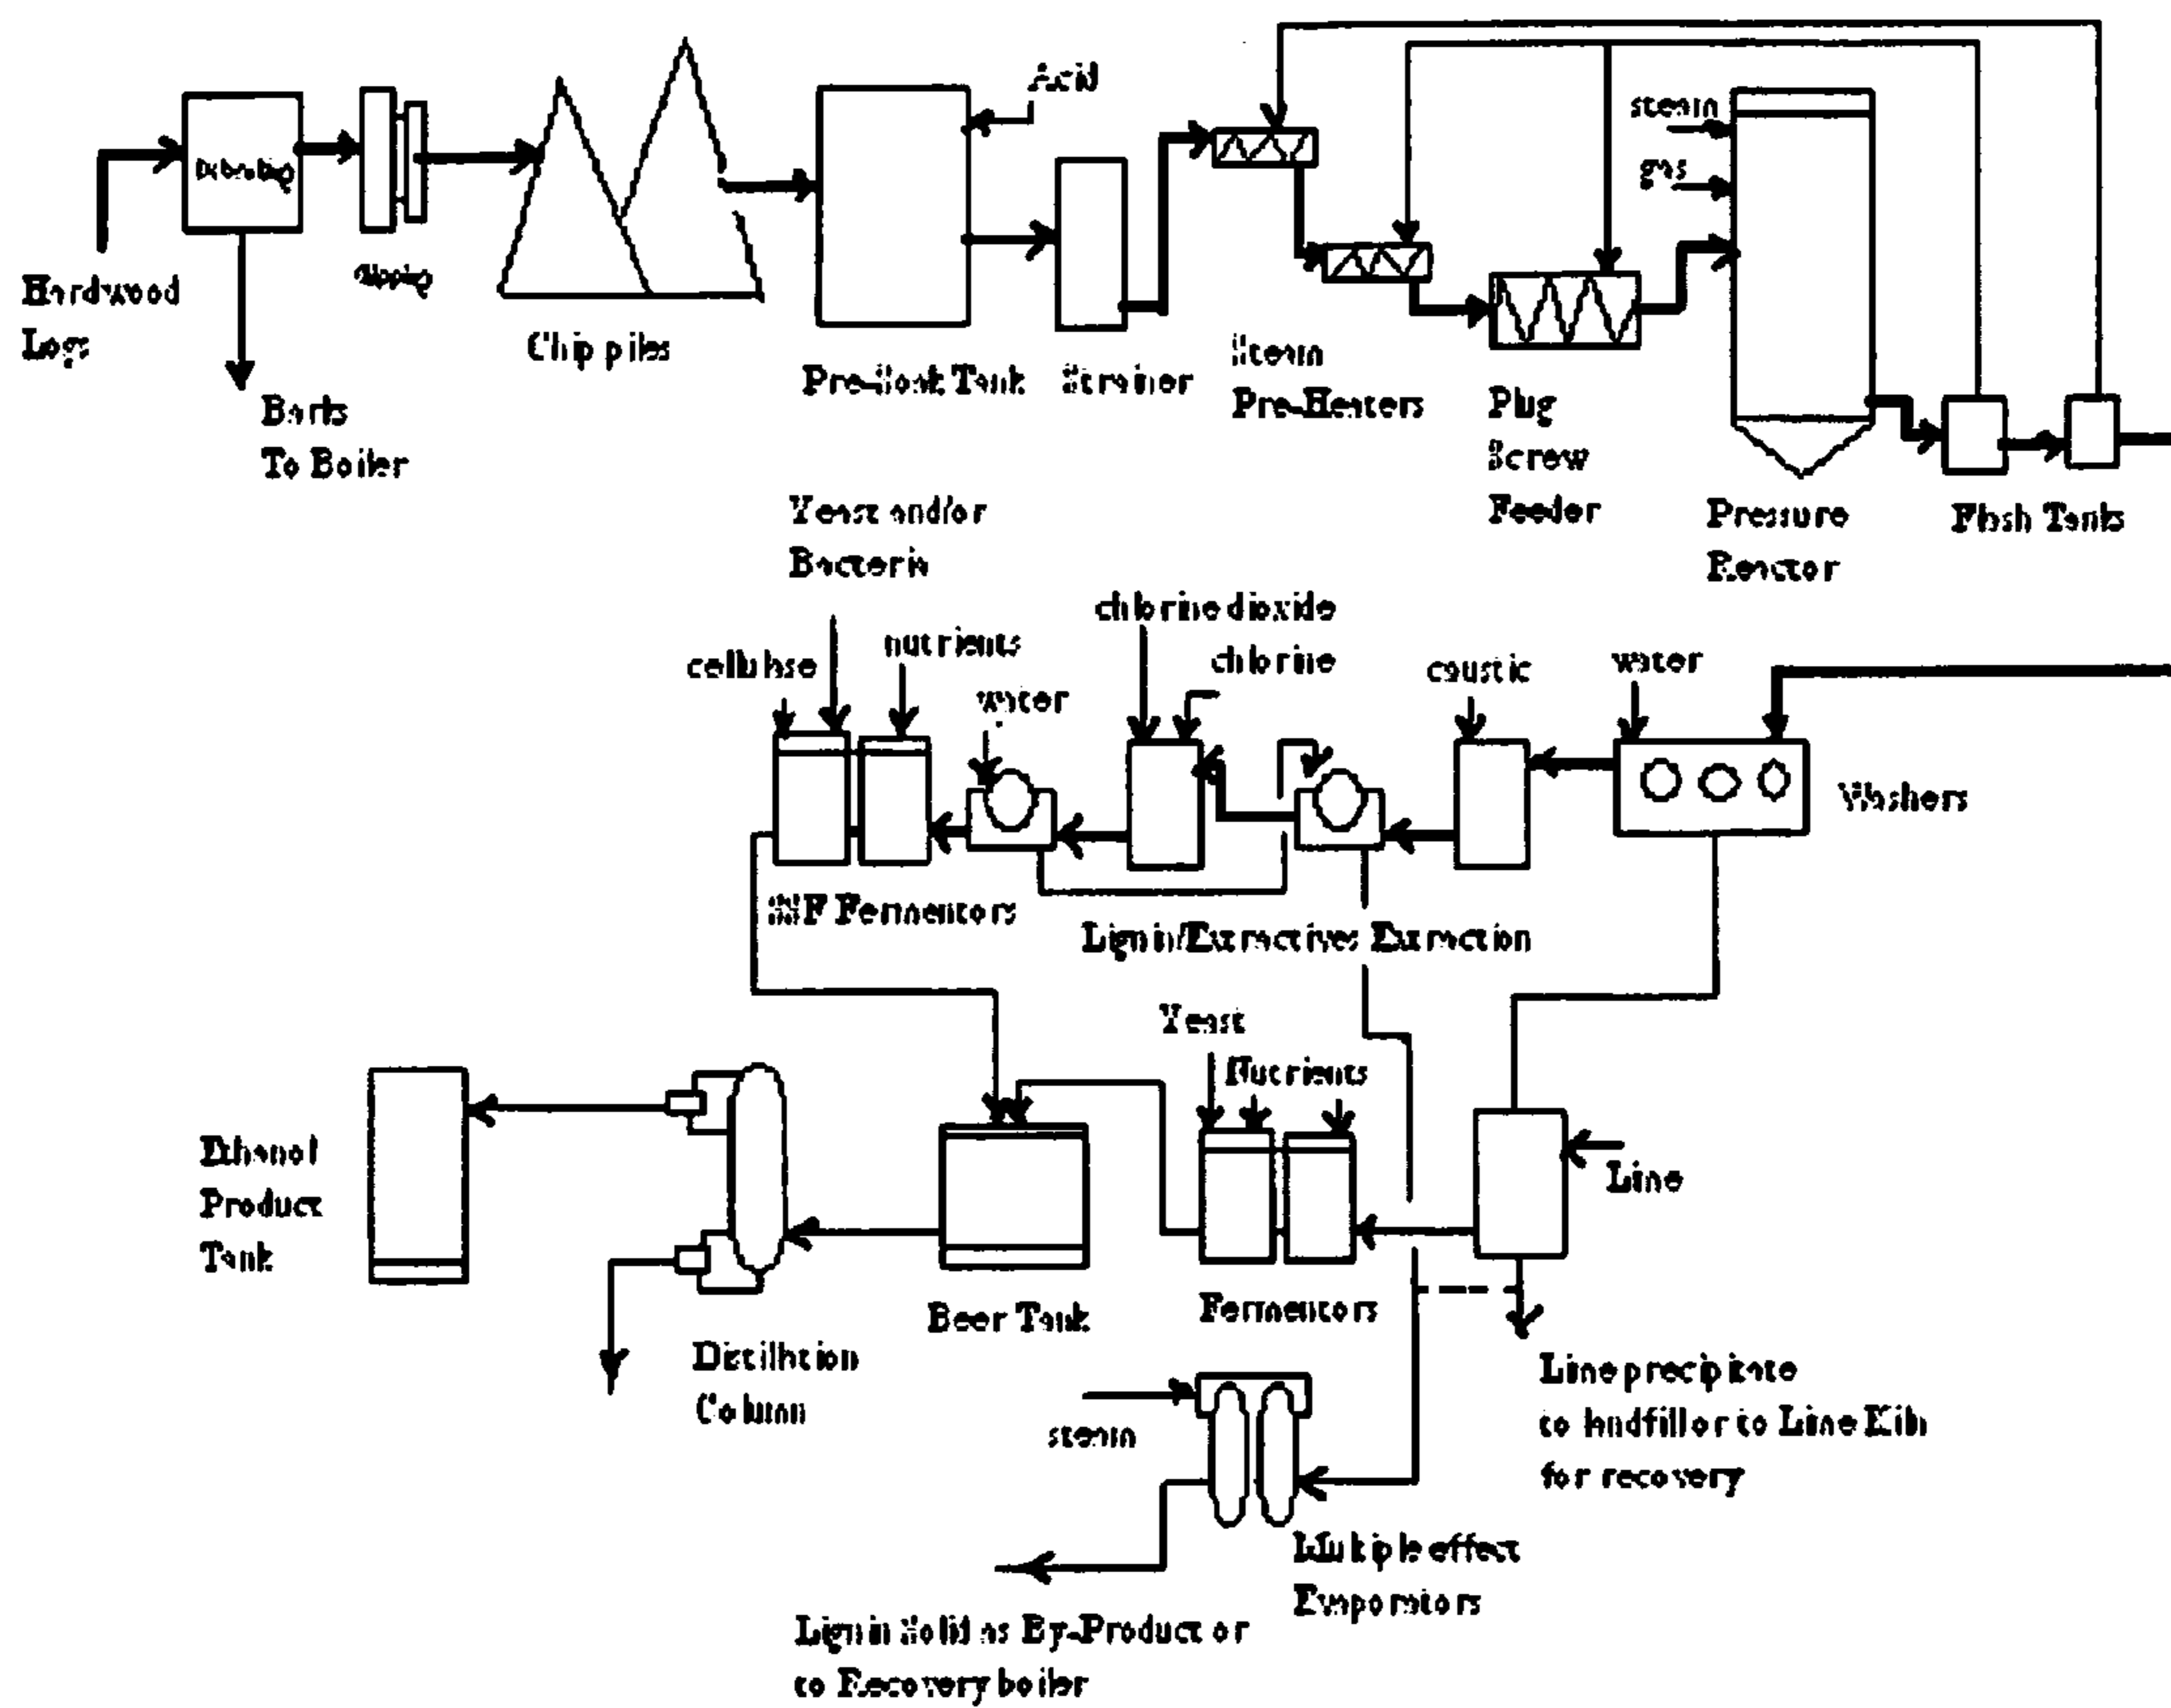 Acid
steam
gas
Debarking
Chipping
Hardwood
Logs
Chip piles
Pre-Soak Tank
Strainer
Steam
Pre-Heaters
Plug
Screw
Feeder
Barks
To Boiler
Pressure
Reactor
Flash Tanks
Yeast and/or
Bacteria
chlorine dioxide
chlorine
cellulase
nutrients
water
caustic
water
Washers
SSF Fermentors
Lignin/Extractives Extraction
Yeast
Nutrients
Ethanol
Product
Tank
Lime
Beer Tank
Fermentors
Distillation
Column
steam
Lime precipitate
to landfill or to Lime Kiln
for recovery
Multiple effect
Evaporators
Lignin Solid as By-Product or
to Recovery boiler